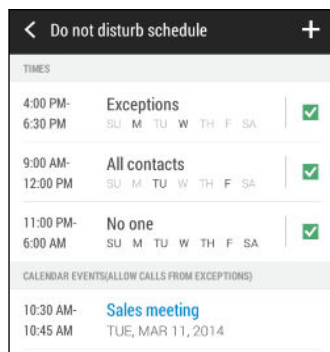 Do not disturb schedule
TIMES
4:00 PM- Exceptions
6:30 PM SU M TU W TH F SA
9:00 AM- All contacts
12:00 PM SU M TU W TH F SA
11:00 PM- No one
6:00 AM SU M TU W TH F SA
CALENDAR EVENTS(ALLOW CALLS FROM EXCEPTIONS)
10:30 AM- Sales meeting
10:45 AM TUE, MAR 11, 2014